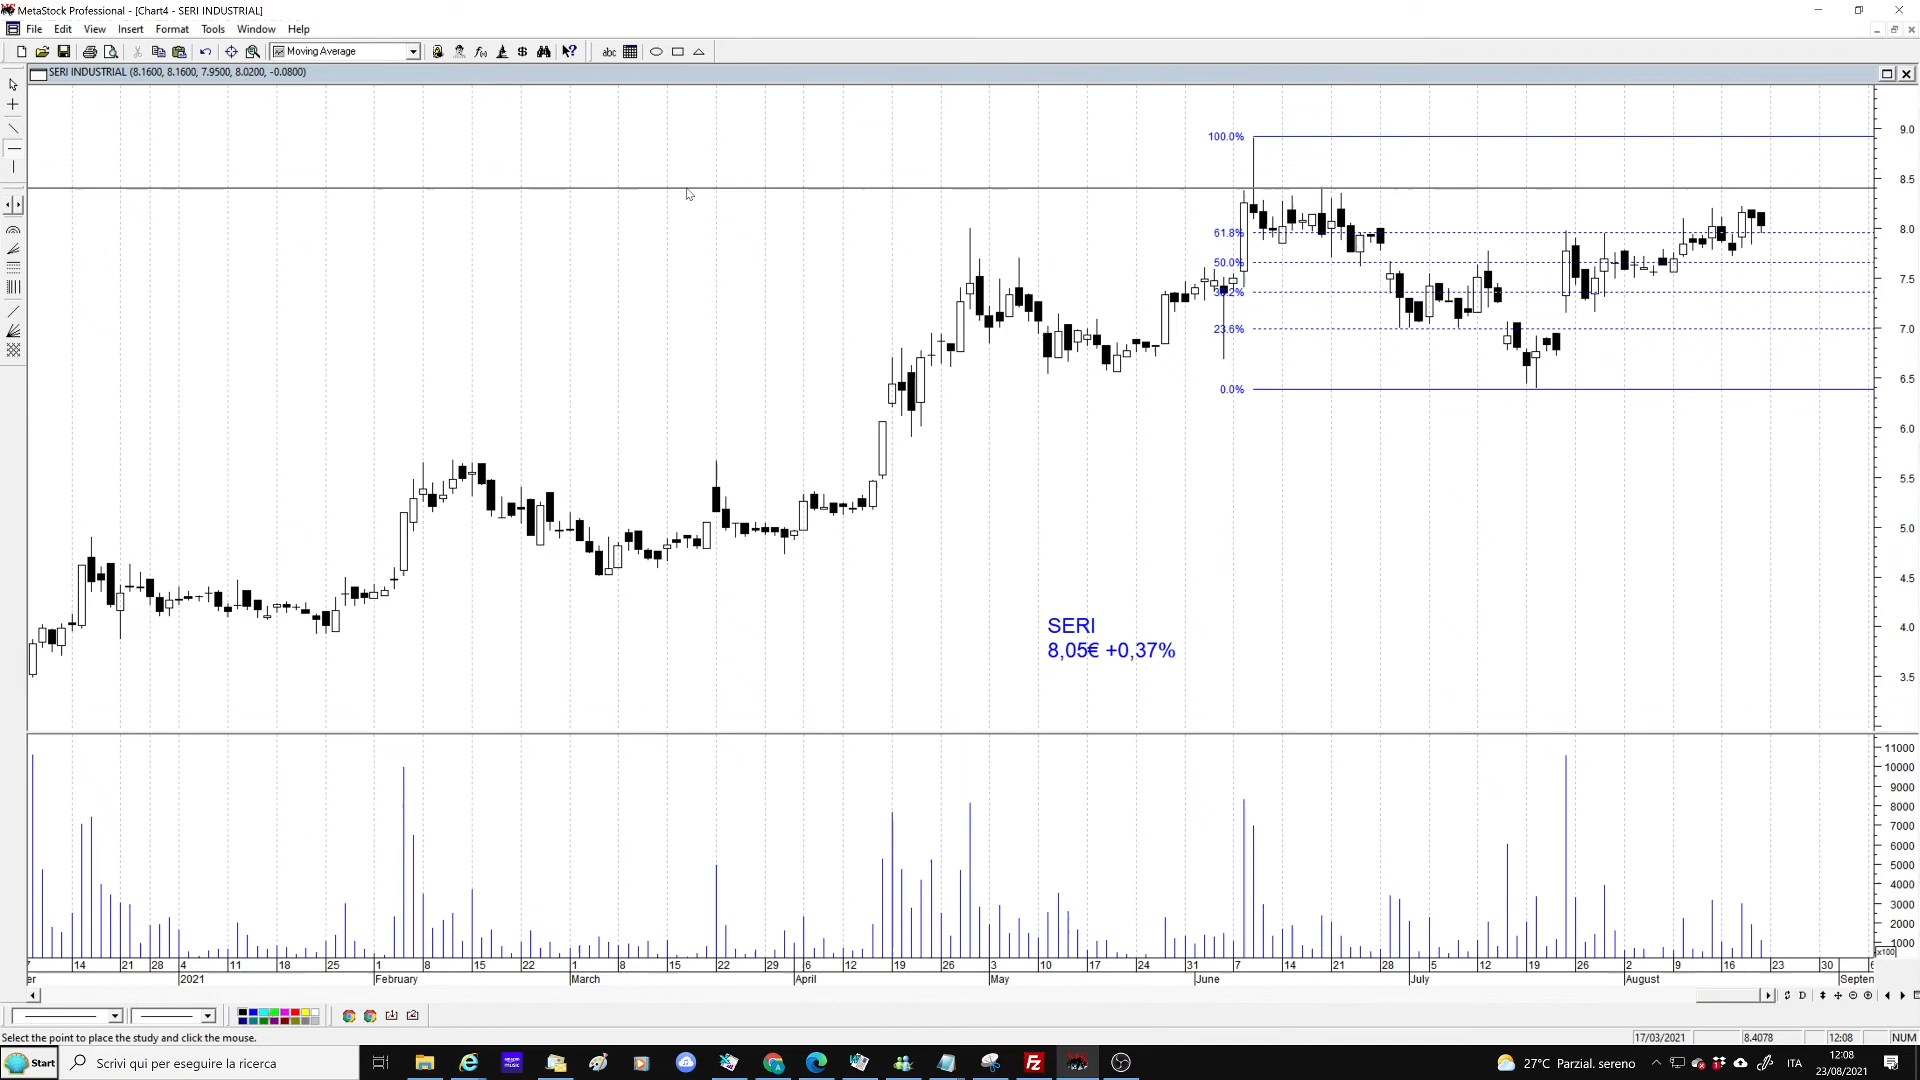 MetaStock Professional - [Chart4 - SERI INDUSTRIAL]
File Edit View Insert Format Tools Window Help
Moving Average
abc
SERI INDUSTRIAL (8.1600, 8.1600, 7.9500, 8.0200, -0.0800)
9.0
8.5
8.0
7.5
7.0
6.5
6.0
5.5
5.0
4.5
4.0
3.5
100.0%
61.8%
50.0%
38.2%
23.6%
0.0%
SERI
8,05€ +0,37%
11000
10000
9000
8000
7000
6000
5000
4000
3000
2000
1000
x100
7 14 21 28 4 11 18 25 1 8 15 22 1 8 15 22 29 6 12 19 26 3 10 17 24 31 7 14 21 28 5 12 19 26 2 9 16 23 30 6
er 2021 February March April May June July August Septen
D
Select the point to place the study and click the mouse.
17/03/2021 8.4078 12:08 NUM
Start
Scrivi qui per eseguire la ricerca
27°C Parzial. sereno
ITA
12:08
23/08/2021